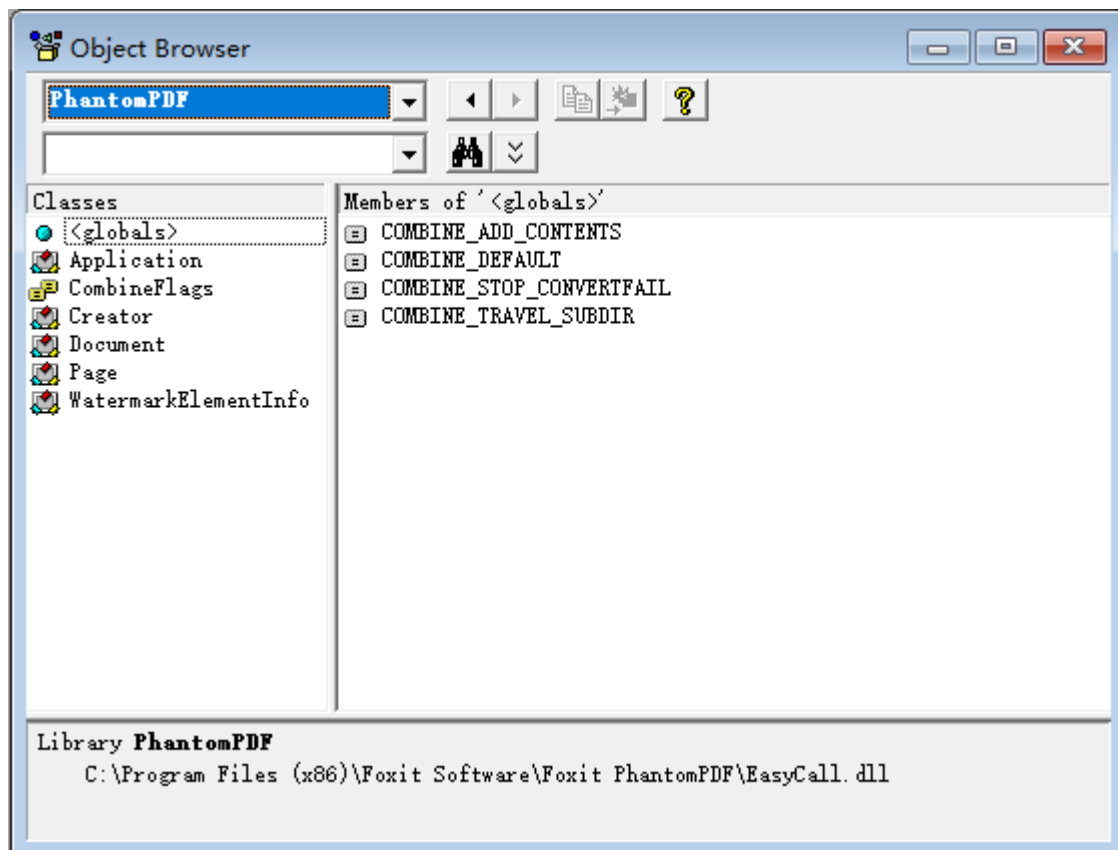 Object Browser
PhantomPDF
Classes
<globals>
Application
CombineFlags
Creator
Document
Page
WatermarkElementInfo
Members of '<globals>'
COMBINE_ADD_CONTENTS
COMBINE_DEFAULT
COMBINE_STOP_CONVERTFAIL
COMBINE_TRAVEL_SUBDIR
Library PhantomPDF
C:\Program Files (x86)\Foxit Software\Foxit PhantomPDF\EasyCall.dll